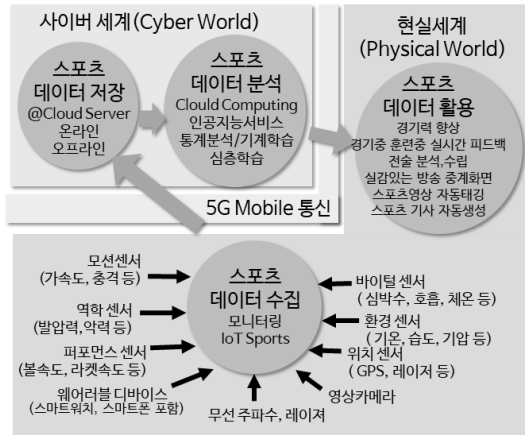 사이버 세계(Cyber World)
스포츠
데이터 저장
@Cloud Server
온라인
오프라인
스포츠
데이터 분석
Clould Computing
인공지능서비스
통계분석/기계학습
심층학습
현실세계
(Physical World)
스포츠
데이터 활용
경기력 향상
경기중 훈련중 실시간 피드백
전술 분석,수립
실감있는 방송 중계화면
스포츠영상 자동태깅
스포츠 기사 자동생성
5G Mobile 통신
스포츠
데이터 수집
모니터링
IoT Sports
모션센서
(가속도, 충격 등)
역학 센서
(발압력,악력 등)
퍼포먼스 센서
(볼속도, 라켓속도 등)
웨어러블 디바이스
(스마트워치, 스마트폰 포함)
무선 주파수, 레이져
바이털 센서
( 심박수, 호흡, 체온 등)
환경 센서
( 기온, 습도, 기압 등)
위치 센서
( GPS, 레이저 등)
영상카메라